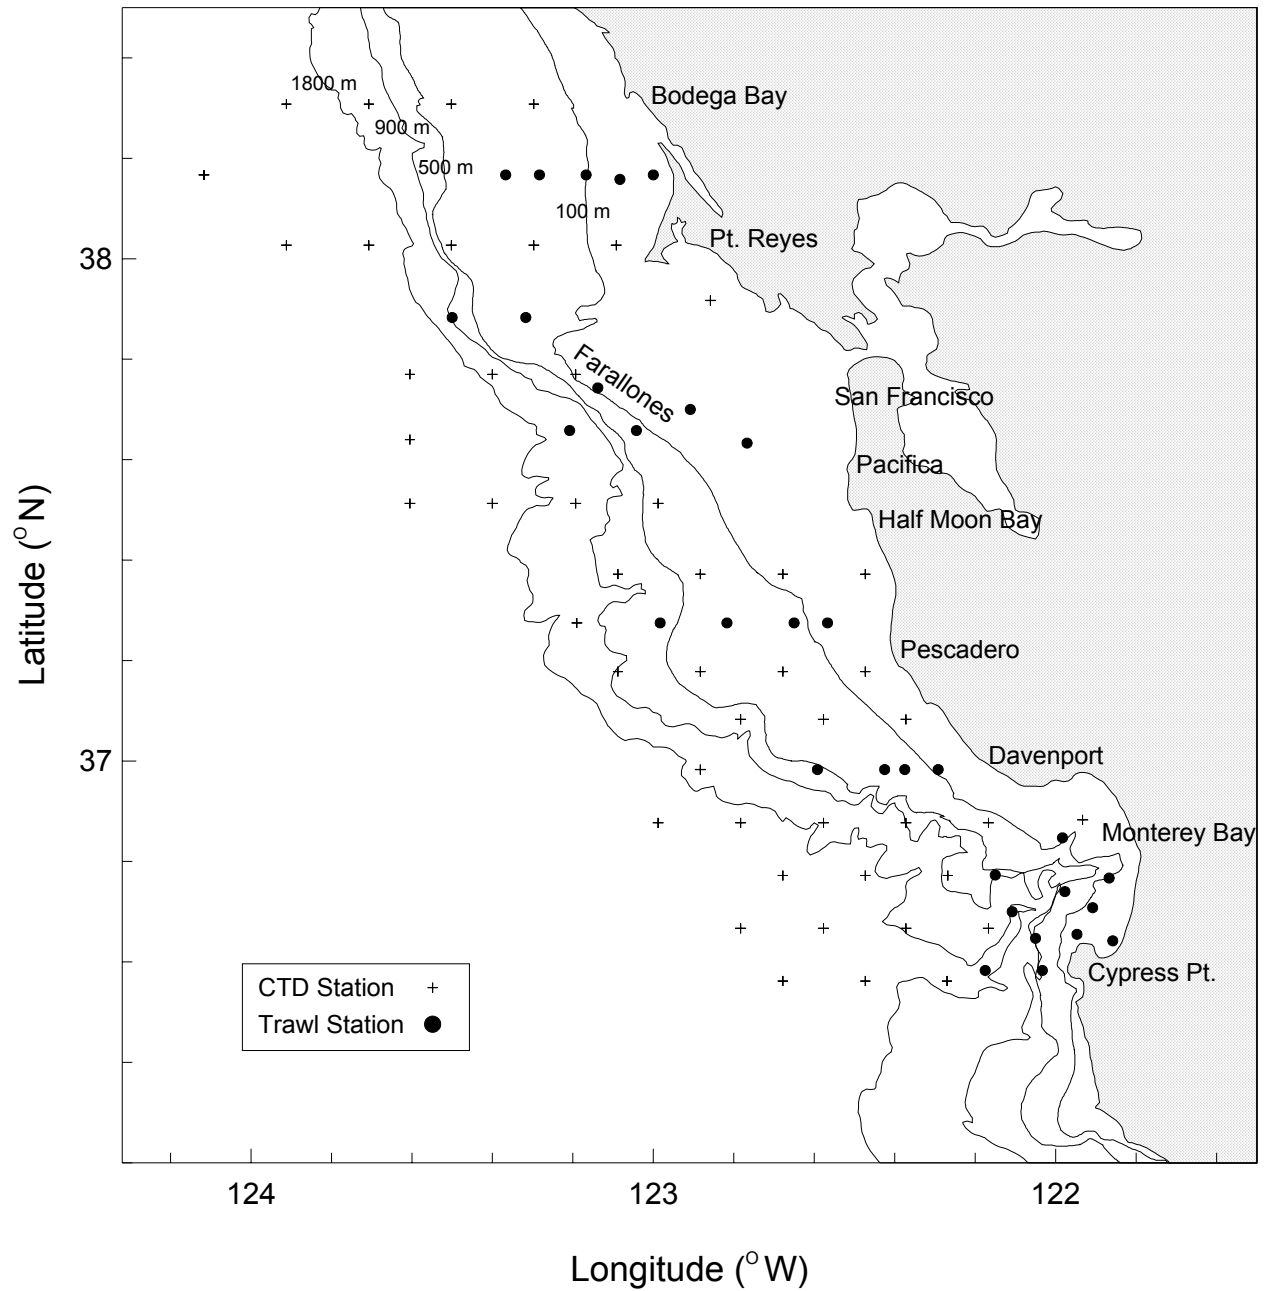 1800 m
Bodega Bay
900 m
500 m
100 m
Pt. Reyes
38
Farallones
San Francisco
Pacifica
Half Moon Bay
Latitude (°N)
Pescadero
37
Davenport
Monterey Bay
Cypress Pt.
CTD Station +
Trawl Station ●
124
123
122
Longitude (°W)